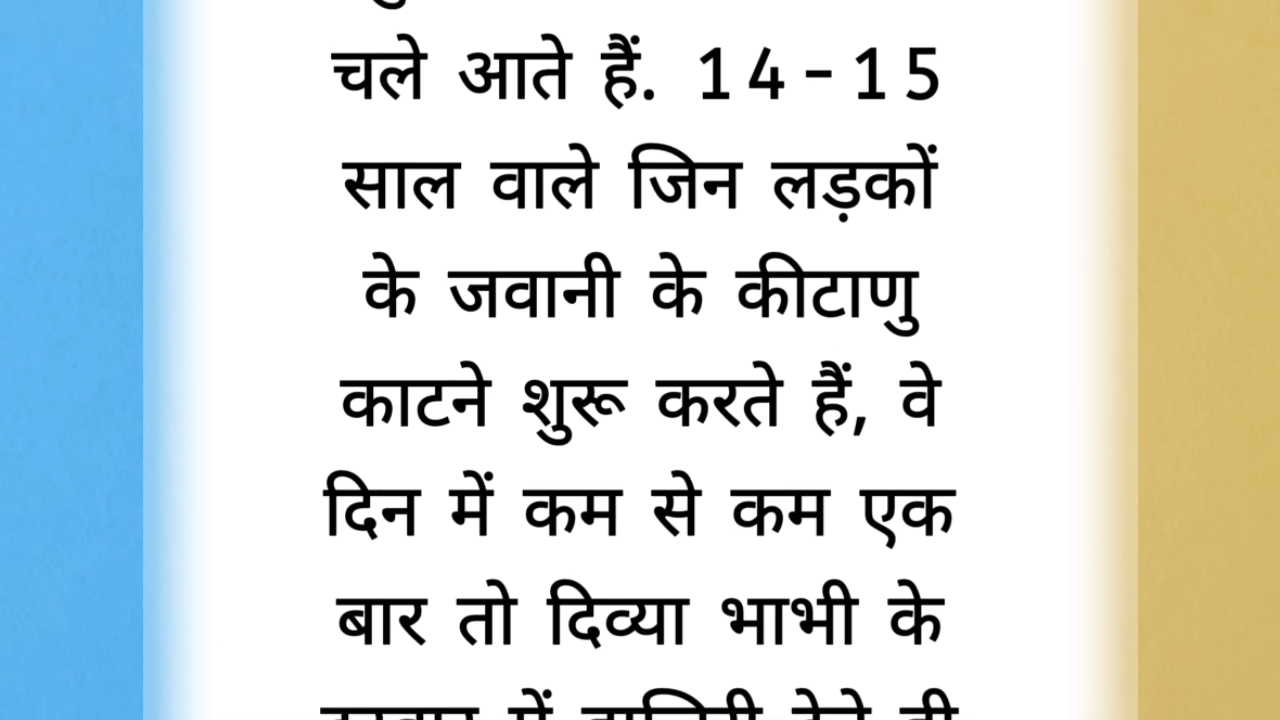 चले आते हैं. 14-15
साल वाले जिन लड़कों
के जवानी के कीटाणु
काटने शुरू करते हैं, वे
दिन में कम से कम एक
बार तो दिव्या भाभी के